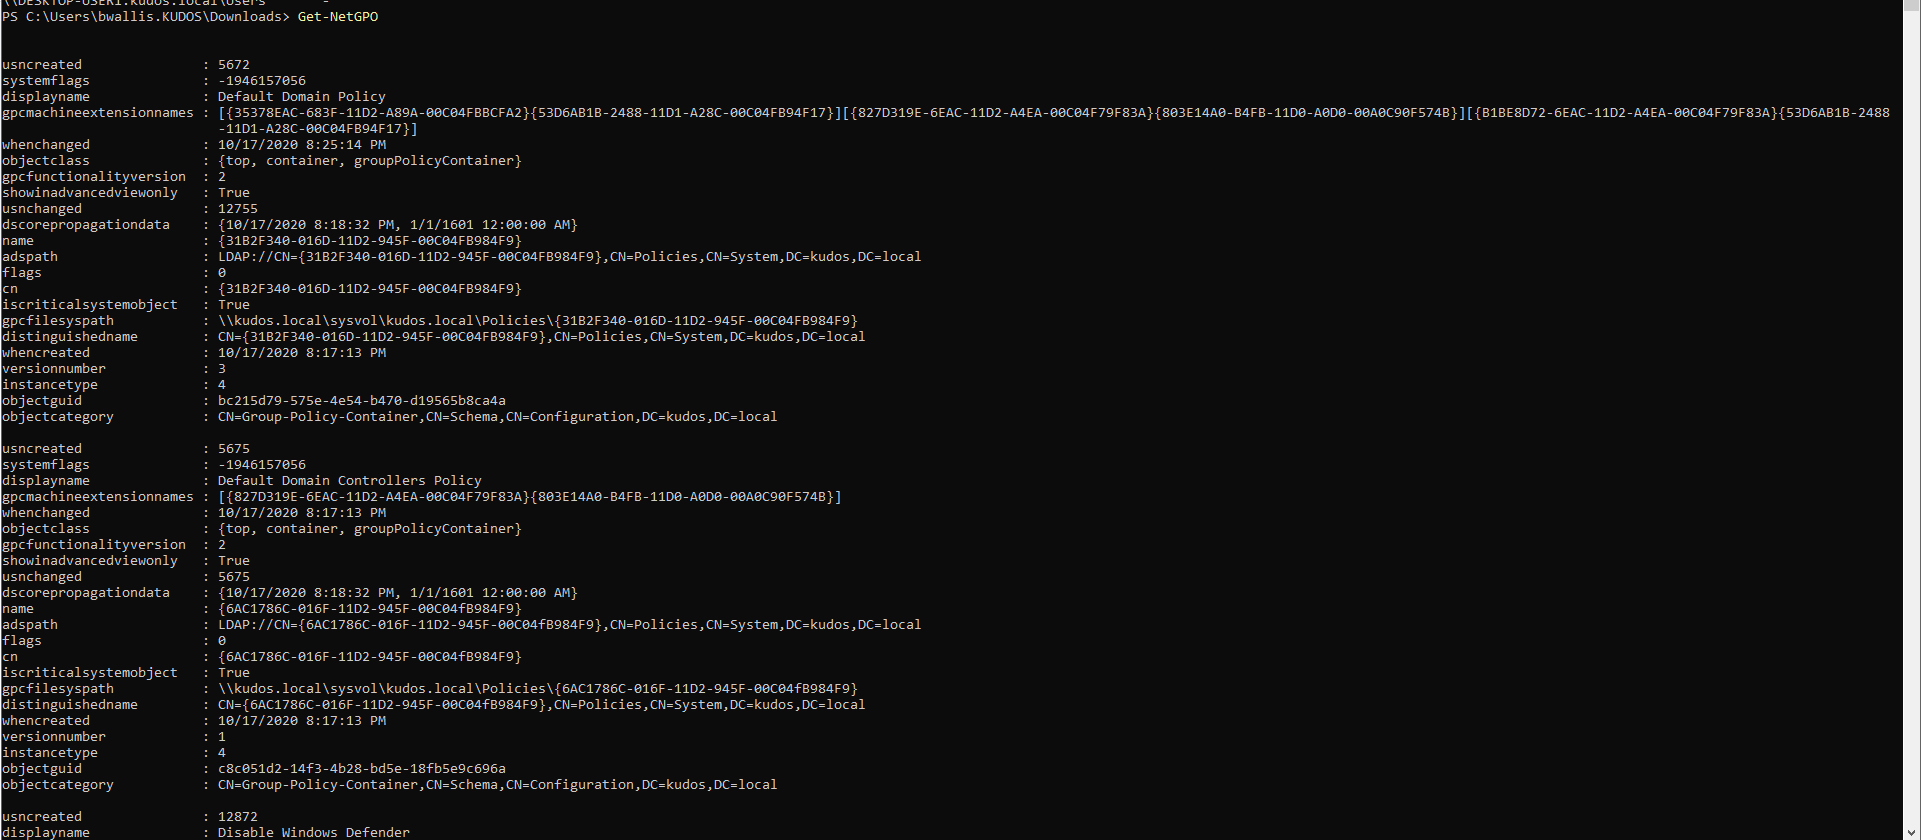 \\DESKTOP-USER1.kudos.local\Users      -
PS C:\Users\bwallis.KUDOS\Downloads> Get-NetGPO
usncreated : 5672
systemflags : -1946157056
displayname : Default Domain Policy
gpcmachineextensionnames : [{35378EAC-683F-11D2-A89A-00C04FBBCFA2}{53D6AB1B-2488-11D1-A28C-00C04FB94F17}][{827D319E-6EAC-11D2-A4EA-00C04F79F83A}{803E14A0-B4FB-11D0-A0D0-00A0C90F574B}][{B1BE8D72-6EAC-11D2-A4EA-00C04F79F83A}{53D6AB1B-2488
-11D1-A28C-00C04FB94F17}]
whenchanged : 10/17/2020 8:25:14 PM
objectclass : {top, container, groupPolicyContainer}
gpcfunctionalityversion : 2
showinadvancedviewonly : True
usnchanged : 12755
dscorepropagationdata : {10/17/2020 8:18:32 PM, 1/1/1601 12:00:00 AM}
name : {31B2F340-016D-11D2-945F-00C04FB984F9}
adspath : LDAP://CN={31B2F340-016D-11D2-945F-00C04FB984F9},CN=Policies,CN=System,DC=kudos,DC=local
flags : 0
cn : {31B2F340-016D-11D2-945F-00C04FB984F9}
iscriticalsystemobject : True
gpcfilesyspath : \\kudos.local\sysvol\kudos.local\Policies\{31B2F340-016D-11D2-945F-00C04FB984F9}
distinguishedname : CN={31B2F340-016D-11D2-945F-00C04FB984F9},CN=Policies,CN=System,DC=kudos,DC=local
whencreated : 10/17/2020 8:17:13 PM
versionnumber : 3
instancetype : 4
objectguid : bc215d79-575e-4e54-b470-d19565b8ca4a
objectcategory : CN=Group-Policy-Container,CN=Schema,CN=Configuration,DC=kudos,DC=local
usncreated : 5675
systemflags : -1946157056
displayname : Default Domain Controllers Policy
gpcmachineextensionnames : [{827D319E-6EAC-11D2-A4EA-00C04F79F83A}{803E14A0-B4FB-11D0-A0D0-00A0C90F574B}]
whenchanged : 10/17/2020 8:17:13 PM
objectclass : {top, container, groupPolicyContainer}
gpcfunctionalityversion : 2
showinadvancedviewonly : True
usnchanged : 5675
dscorepropagationdata : {10/17/2020 8:18:32 PM, 1/1/1601 12:00:00 AM}
name : {6AC1786C-016F-11D2-945F-00C04fB984F9}
adspath : LDAP://CN={6AC1786C-016F-11D2-945F-00C04fB984F9},CN=Policies,CN=System,DC=kudos,DC=local
flags : 0
cn : {6AC1786C-016F-11D2-945F-00C04fB984F9}
iscriticalsystemobject : True
gpcfilesyspath : \\kudos.local\sysvol\kudos.local\Policies\{6AC1786C-016F-11D2-945F-00C04fB984F9}
distinguishedname : CN={6AC1786C-016F-11D2-945F-00C04fB984F9},CN=Policies,CN=System,DC=kudos,DC=local
whencreated : 10/17/2020 8:17:13 PM
versionnumber : 1
instancetype : 4
objectguid : c8c051d2-14f3-4b28-bd5e-18fb5e9c696a
objectcategory : CN=Group-Policy-Container,CN=Schema,CN=Configuration,DC=kudos,DC=local
usncreated : 12872
displayname : Disable Windows Defender